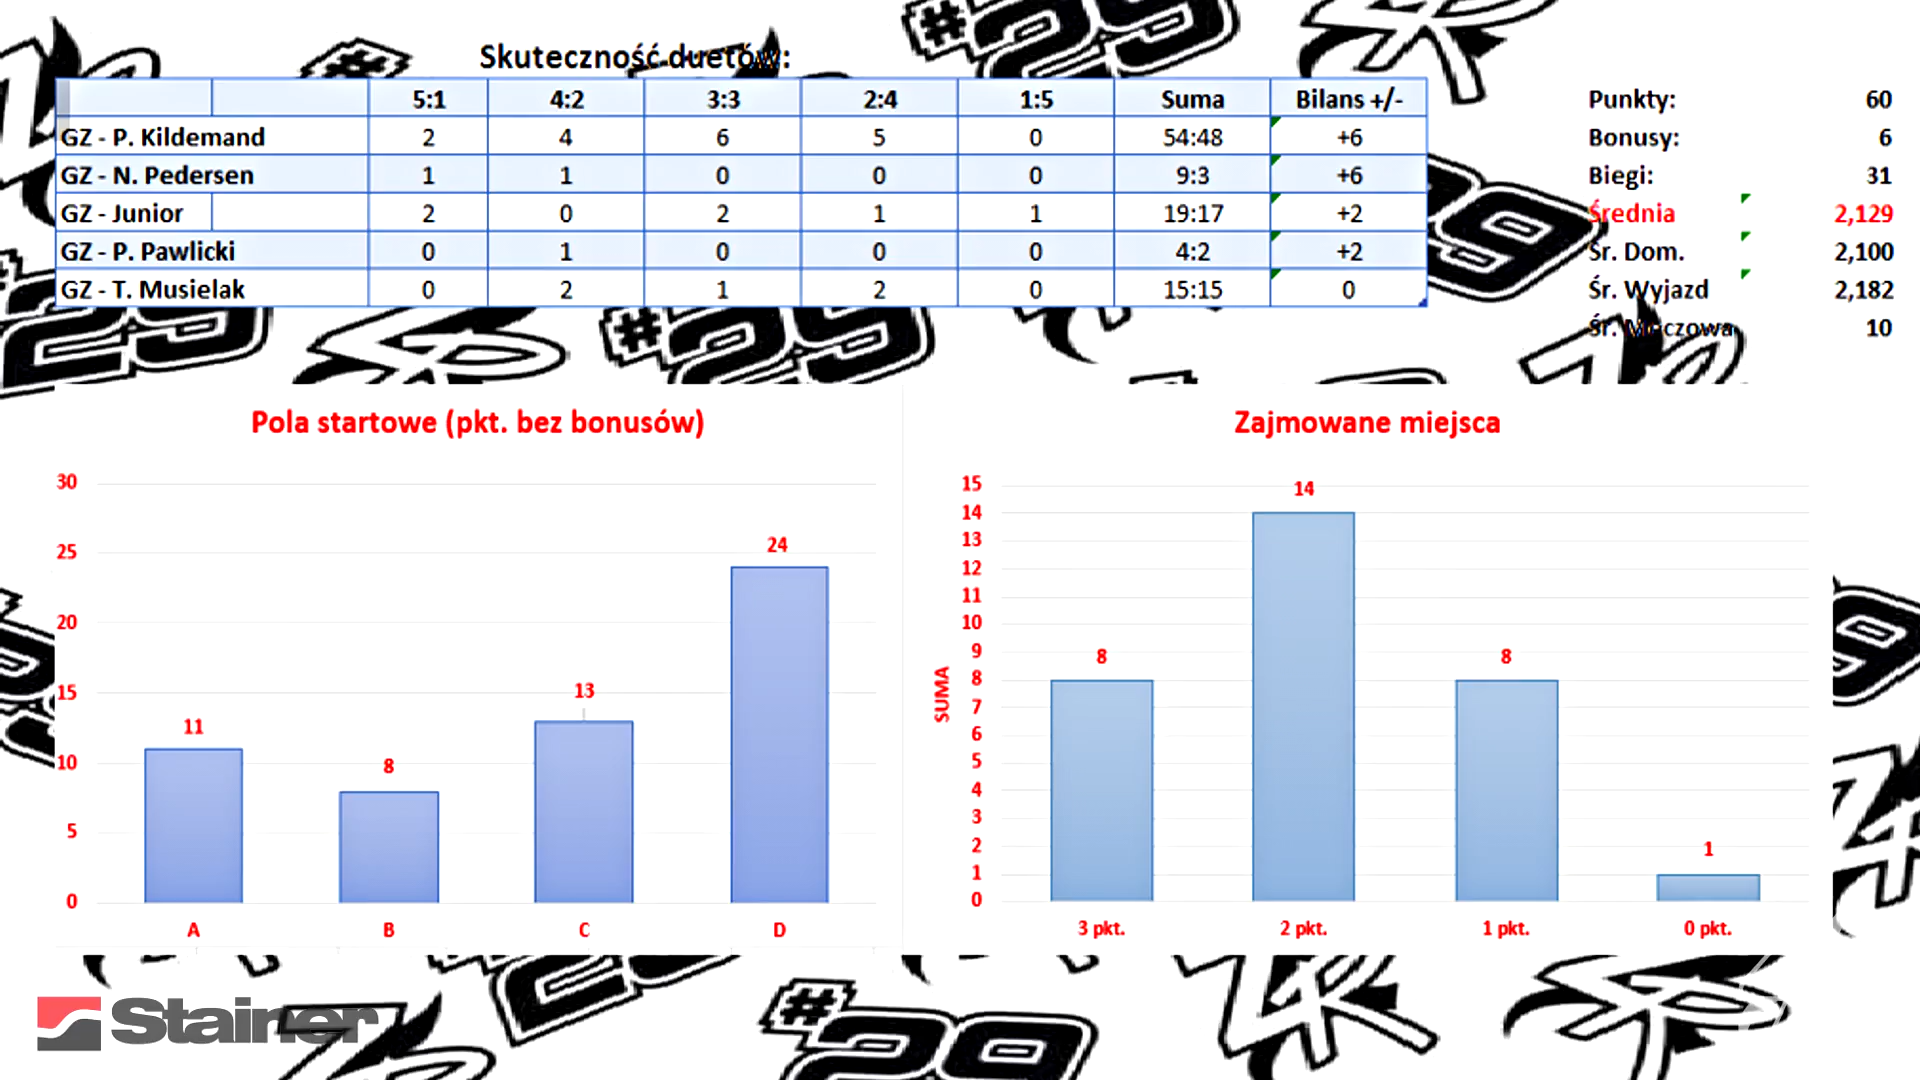 Skuteczność duetów:
5:1 4:2 3:3 2:4 1:5 Suma Bilans +/-
GZ - P. Kildemand 2 4 6 5 0 54:48 +6
GZ - N. Pedersen 1 1 0 0 0 9:3 +6
GZ - Junior 2 0 2 1 1 19:17 +2
GZ - P. Pawlicki 0 1 0 0 0 4:2 +2
GZ - T. Musielak 0 2 1 2 0 15:15 0
Punkty: 60
Bonusy: 6
Biegi: 31
Średnia 2,129
Śr. Dom. 2,100
Śr. Wyjazd 2,182
Śr. Meczowa 10
Pola startowe (pkt. bez bonusów)
30
25
20
15
10
5
0
11
8
13
24
A B C D
Zajmowane miejsca
SUMA
15
14
13
12
11
10
9
8
7
6
5
4
3
2
1
0
8
14
8
1
3 pkt. 2 pkt. 1 pkt. 0 pkt.
#29
#29
#29
Stainer